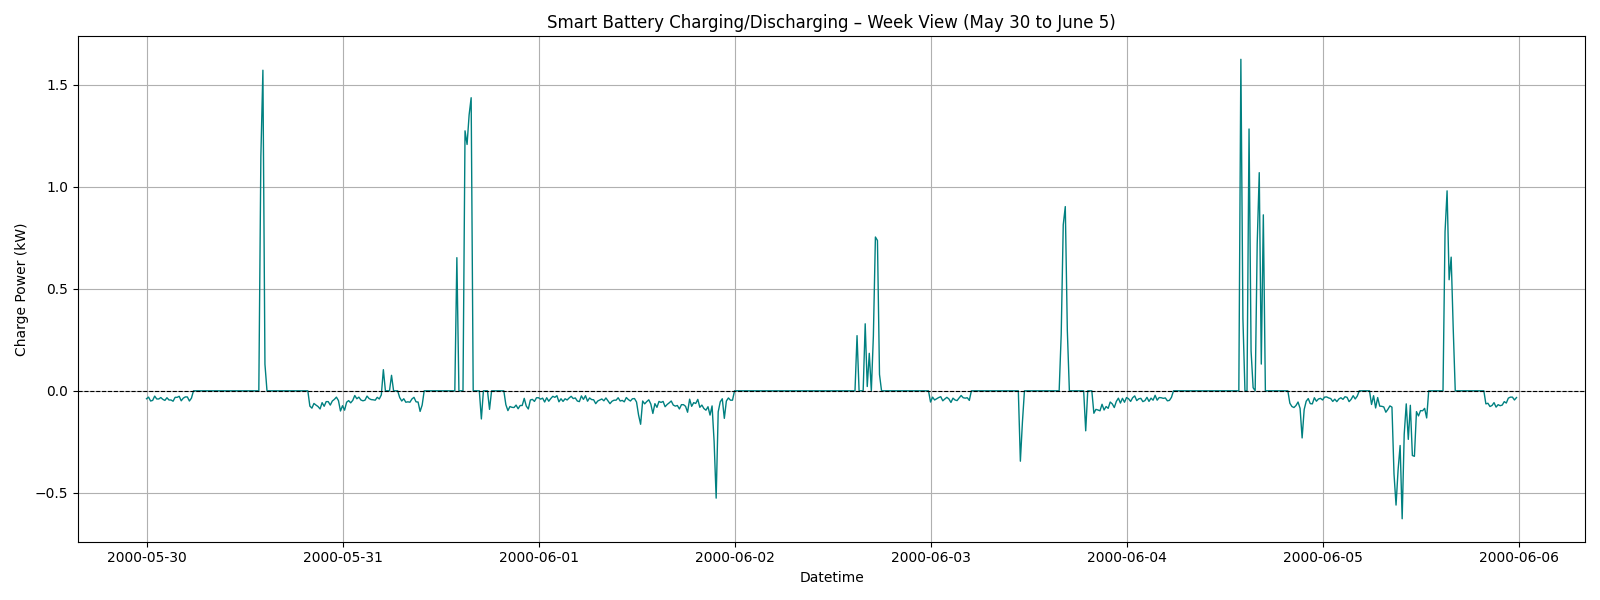 Smart Battery Charging/Discharging – Week View (May 30 to June 5)
Charge Power (kW)
1.5
1.0
0.5
0.0
−0.5
2000-05-30 2000-05-31 2000-06-01 2000-06-02 2000-06-03 2000-06-04 2000-06-05 2000-06-06
Datetime